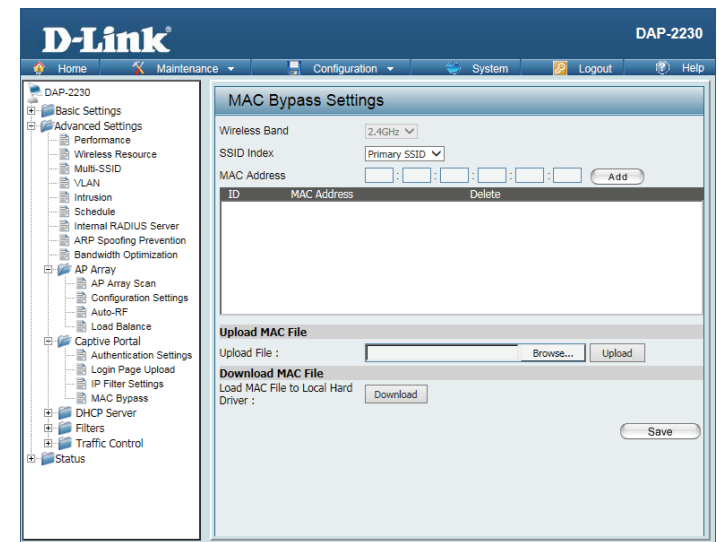 D-Link®
DAP-2230
Home Maintenance Configuration System Logout Help
DAP-2230
Basic Settings
Advanced Settings
Performance
Wireless Resource
Multi-SSID
VLAN
Intrusion
Schedule
Internal RADIUS Server
ARP Spoofing Prevention
Bandwidth Optimization
AP Array
AP Array Scan
Configuration Settings
Auto-RF
Load Balance
Captive Portal
Authentication Settings
Login Page Upload
IP Filter Settings
MAC Bypass
DHCP Server
Filters
Traffic Control
Status
MAC Bypass Settings
Wireless Band 2.4GHz
SSID Index Primary SSID
MAC Address : : : : : Add
ID MAC Address Delete
Upload MAC File
Upload File : Browse... Upload
Download MAC File
Load MAC File to Local Hard
Driver : Download
Save